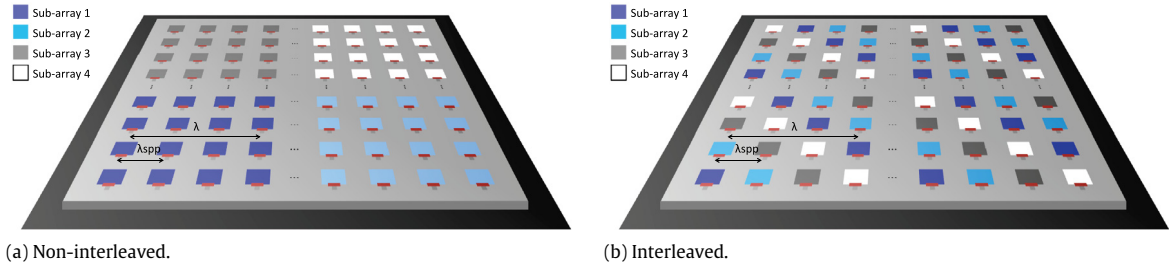 Sub-array 1
Sub-array 2
Sub-array 3
Sub-array 4
λ
λspp
(a) Non-interleaved.
Sub-array 1
Sub-array 2
Sub-array 3
Sub-array 4
λ
λspp
(b) Interleaved.